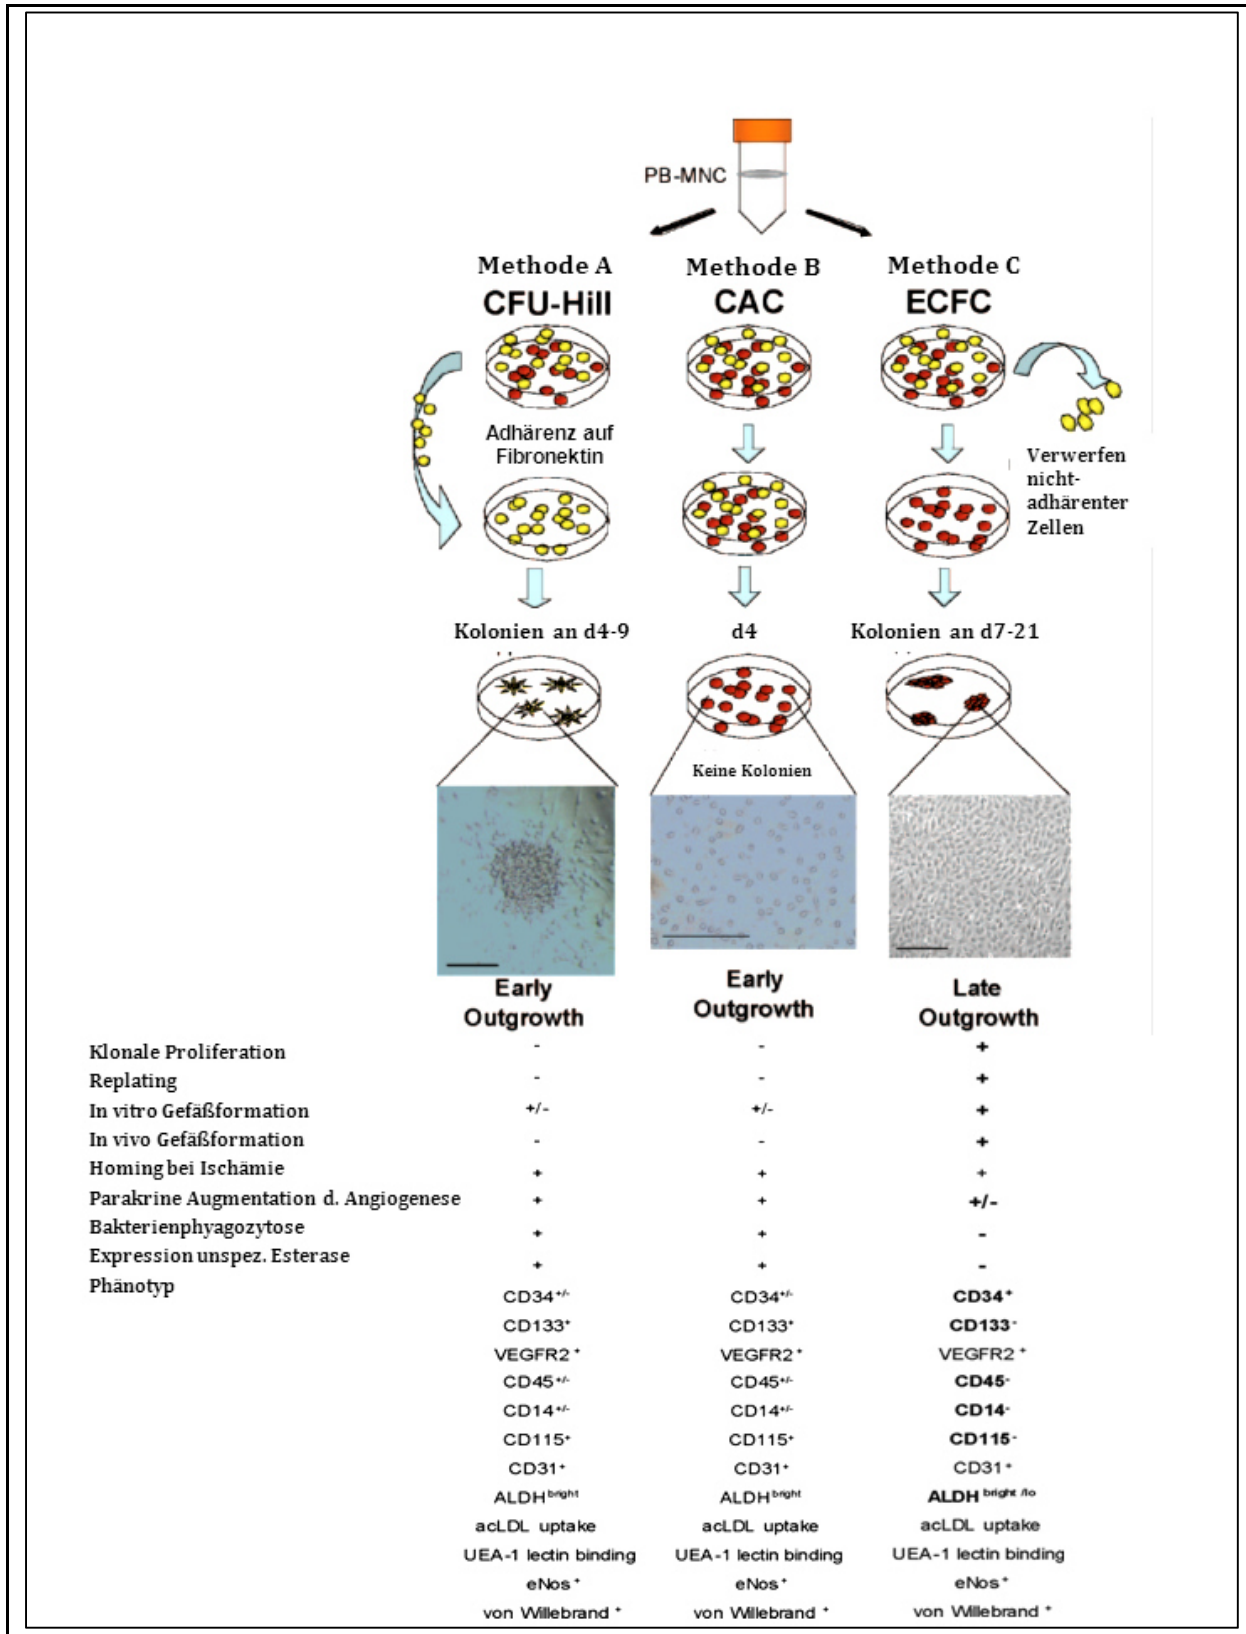 PB-MNC
Methode A Methode B Methode C
CFU-Hill CAC ECFC
Adhärenz auf
Fibronektin
Verwerfen
nicht-
adhärenter
Zellen
Kolonien an d4-9 d4 Kolonien an d7-21
Keine Kolonien
Early Early Late
Outgrowth Outgrowth Outgrowth
Klonale Proliferation - - +
Replating - - +
In vitro Gefäßformation +/- +/- +
In vivo Gefäßformation - - +
Homing bei Ischämie + + +
Parakrine Augmentation d. Angiogenese + + +/-
Bakterienphyagozytose + + -
Expression unspez. Esterase + + -
Phänotyp
CD34+/- CD34+/- CD34+
CD133+ CD133+ CD133-
VEGFR2 + VEGFR2 + VEGFR2 +
CD45+/- CD45+/- CD45-
CD14+/- CD14+/- CD14-
CD115+ CD115+ CD115-
CD31+ CD31+ CD31+
ALDHbright ALDHbright ALDH bright /lo
acLDL uptake acLDL uptake acLDL uptake
UEA-1 lectin binding UEA-1 lectin binding UEA-1 lectin binding
eNos + eNos + eNos +
von Willebrand + von Willebrand + von Willebrand +